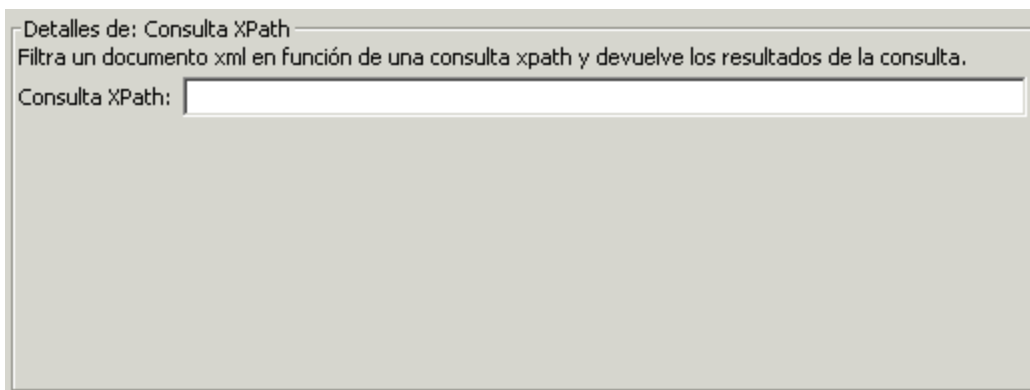 Detalles de: Consulta XPath
Filtra un documento xml en función de una consulta xpath y devuelve los resultados de la consulta.
Consulta XPath: